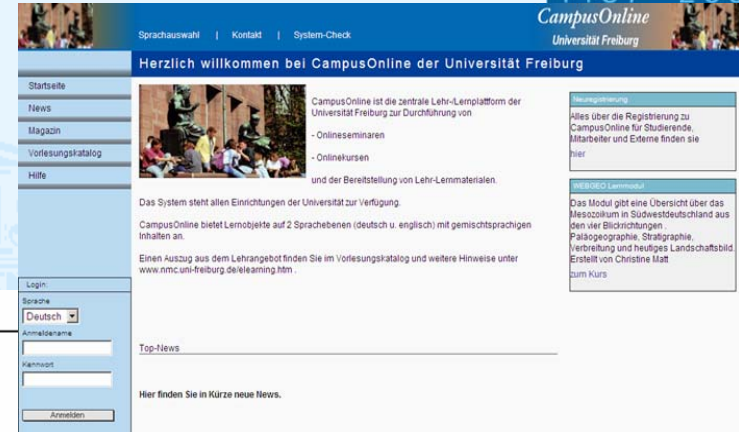 CampusOnline
Sprachauswahl | Kontakt | System-Check
Universität Freiburg
Herzlich willkommen bei CampusOnline der Universität Freiburg
Startseite
News
Magazin
Vorlesungskatalog
Hilfe
CampusOnline ist die zentrale Lehr-/Lernplattform der
Universität Freiburg zur Durchführung von
- Onlineseminaren
- Onlinekursen
und der Bereitstellung von Lehr-Lernmaterialen.
Das System steht allen Einrichtungen der Universität zur Verfügung.
CampusOnline bietet Lernobjekte auf 2 Sprachebenen (deutsch u. englisch) mit gemischtsprachigen
Inhalten an.
Einen Auszug aus dem Lehrangebot finden Sie im Vorlesungskatalog und weitere Hinweise unter
www.nmc.uni-freiburg.de/elearning.htm .
Top-News
Hier finden Sie in Kürze neue News.
Neuregistrierung
Alles über die Registrierung zu
CampusOnline für Studierende,
Mitarbeiter und Externe finden sie
hier
WEBGEO Lernmodul
Das Modul gibt eine Übersicht über das
Mesozoikum in Südwestdeutschland aus
den vier Blickrichtungen .
Paläogeographie, Stratigraphie,
Verbreitung und heutiges Landschaftsbild.
Erstellt von Christine Matt
zum Kurs
Login:
Sprache
Deutsch
Anmeldename
Kennwort
Anmelden